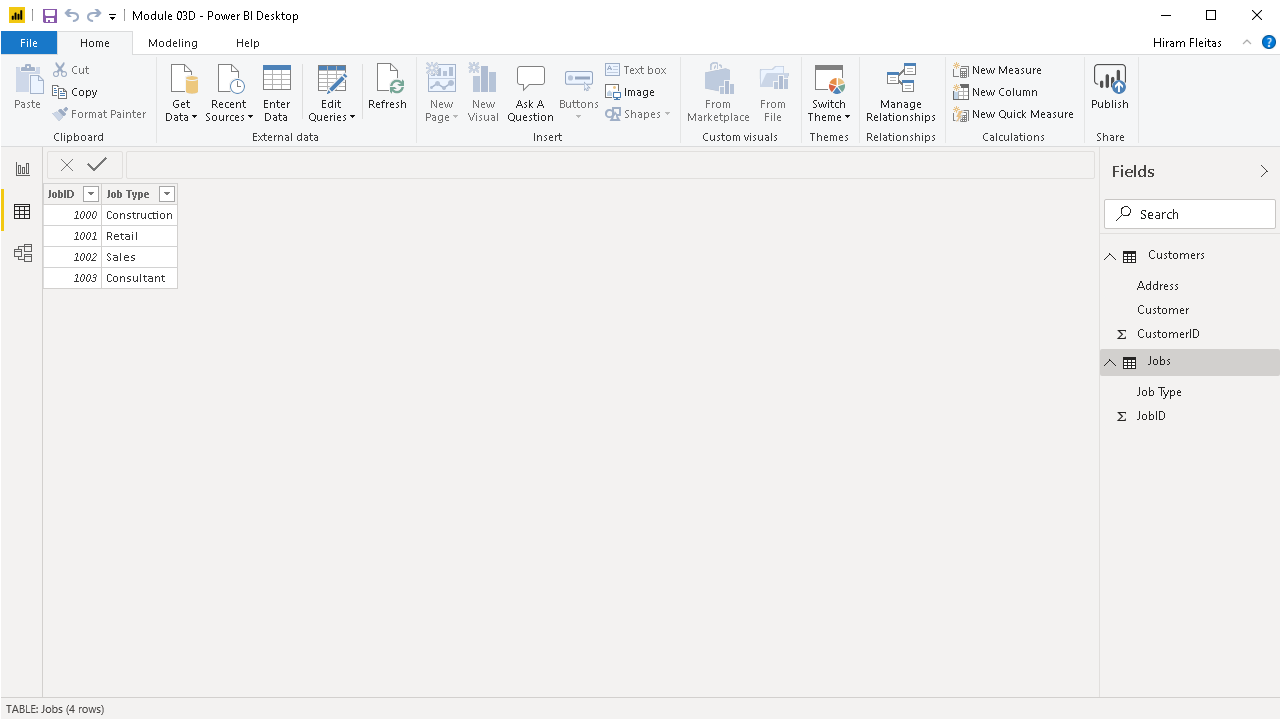 Module 03D - Power BI Desktop
File Home Modeling Help Hiram Fleitas ?
Paste
Cut
Copy
Format Painter
Clipboard
Get Data
Recent Sources
Enter Data
Edit Queries
Refresh
External data
New Page
New Visual
Ask A Question
Buttons
Text box
Image
Shapes
Insert
From Marketplace
From File
Custom visuals
Switch Theme
Themes
Manage Relationships
Relationships
New Measure
New Column
New Quick Measure
Calculations
Publish
Share
JobID Job Type
1000 Construction
1001 Retail
1002 Sales
1003 Consultant
Fields
Search
Customers
Address
Customer
Σ CustomerID
Jobs
Job Type
Σ JobID
TABLE: Jobs (4 rows)